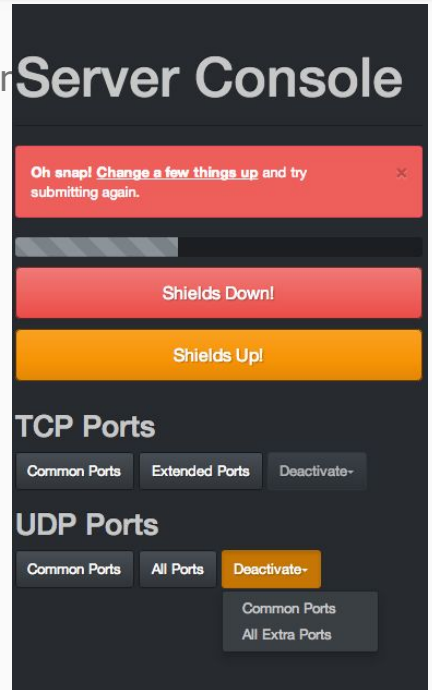 Server Console
Oh snap! Change a few things up and try ×
submitting again.
Shields Down!
Shields Up!
TCP Ports
Common Ports Extended Ports Deactivate
UDP Ports
Common Ports All Ports Deactivate
Common Ports
All Extra Ports